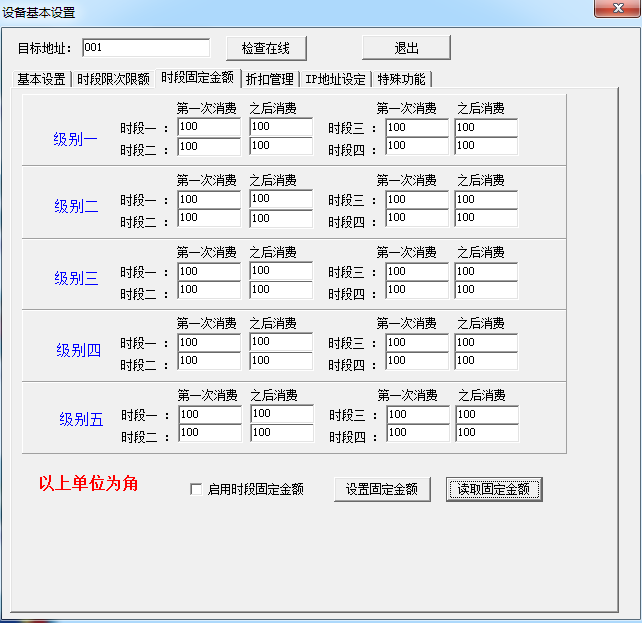 设备基本设置
目标地址: 001 检查在线 退出
基本设置 时段限次限额 时段固定金额 折扣管理 IP地址设定 特殊功能
第一次消费 之后消费 第一次消费 之后消费
级别一
时段一 : 100 100 时段三 : 100 100
时段二 : 100 100 时段四 : 100 100
第一次消费 之后消费 第一次消费 之后消费
级别二
时段一 : 100 100 时段三 : 100 100
时段二 : 100 100 时段四 : 100 100
第一次消费 之后消费 第一次消费 之后消费
级别三
时段一 : 100 100 时段三 : 100 100
时段二 : 100 100 时段四 : 100 100
第一次消费 之后消费 第一次消费 之后消费
级别四
时段一 : 100 100 时段三 : 100 100
时段二 : 100 100 时段四 : 100 100
第一次消费 之后消费 第一次消费 之后消费
级别五
时段一 : 100 100 时段三 : 100 100
时段二 : 100 100 时段四 : 100 100
以上单位为角 启用时段固定金额 设置固定金额 读取固定金额